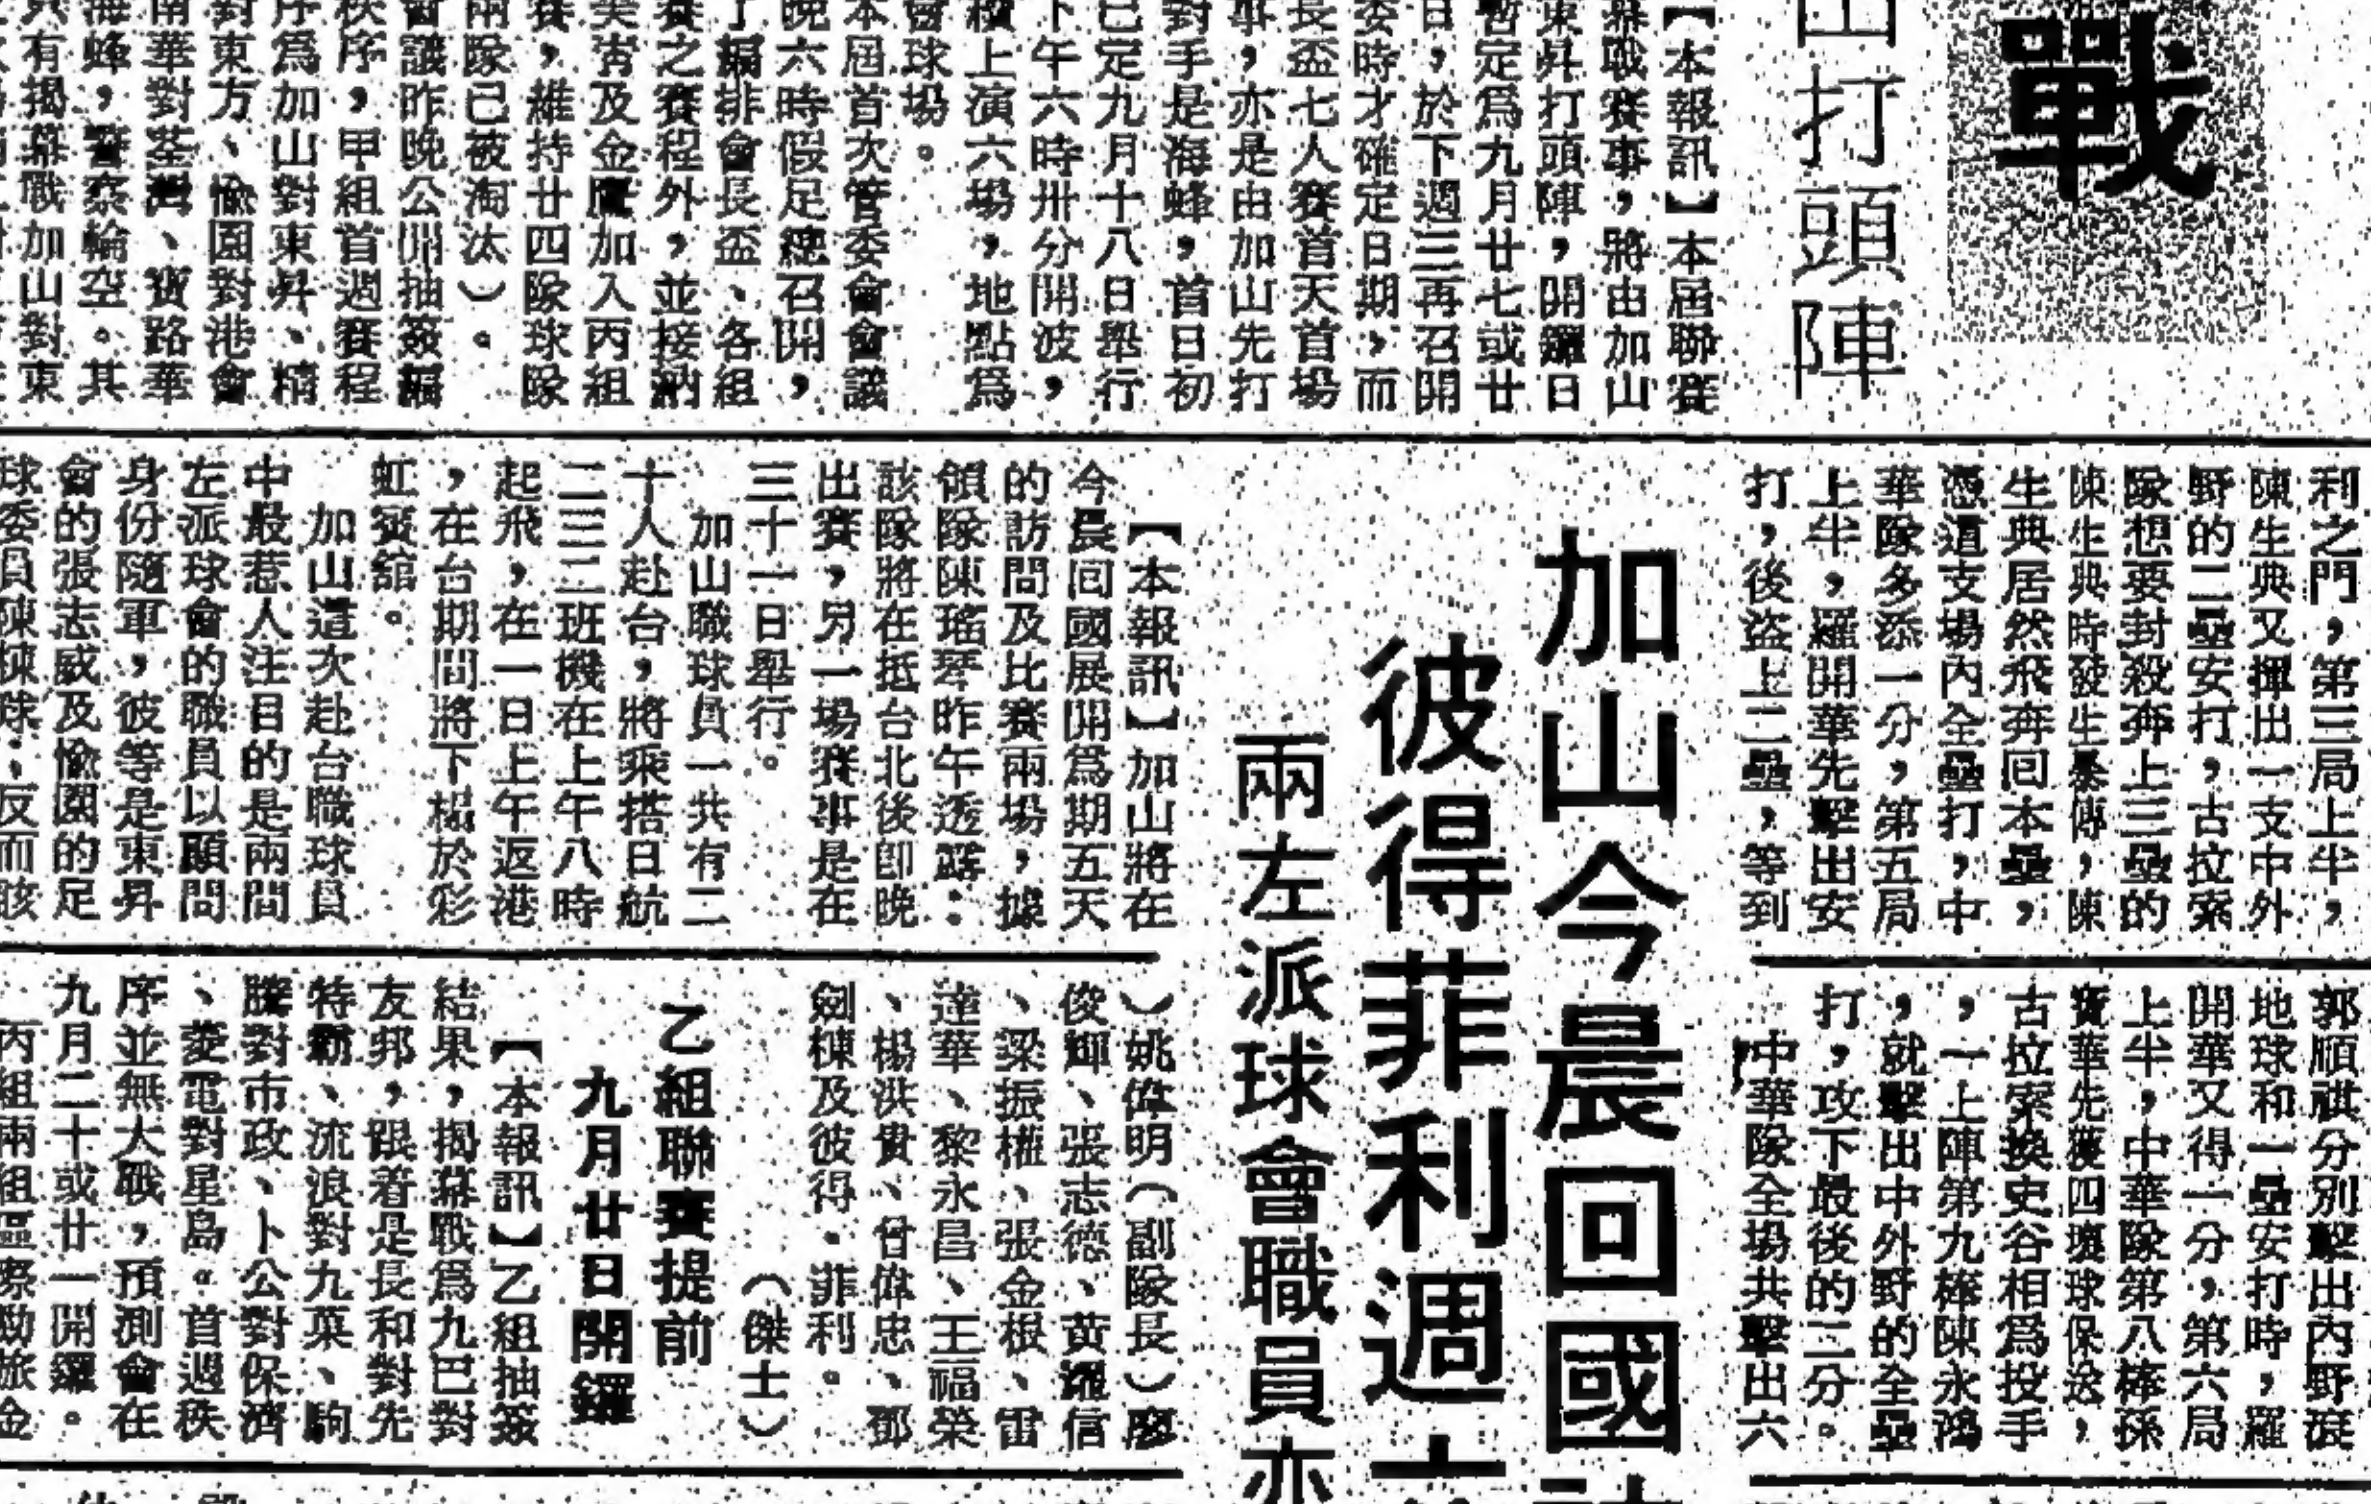 戰
山打頭陣
【本報訊】本屆聯賽
幕戰賽事，將由加山
東昇打頭陣，開鑼日
暫定爲九月廿七或廿
日，於下週三再召開
委時才確定日期，而
長盃七人賽首天首場
事，亦是由加山先打
對手是海蜂，首日初
已定九月十八日舉行
下午六時卅分開波，
續上演六場，地點爲
會球場。
本屆首次管委會會議
晚六時假足總召開，
了編排會長盃、各組
賽之賽程外，並接納
美靑及金鷹加入丙組
賽，維持廿四隊球隊
兩隊已被淘汰）。
會議昨晚公開抽簽編
秩序，甲組首週賽程
序爲加山對東昇、精
對東方、愉園對港會
南華對荃灣、寶路華
海蜂，警察輪空。其
有揭幕戰加山對東
利之門，第三局上半，
陳生典又揮出一支中外
野的二壘安打，古拉索
隊想要封殺奔上三壘的
陳生典時發生暴傳，陳
生典居然飛奔回本壘，
憑這支場內全壘打，中
華隊多添一分，第五局
上半，羅開華先擊出安
打，後盜上二壘，等到
加山今晨回國
彼得菲利週
兩左派球會職員亦
【本報訊】加山將在
今晨回國展開爲期五天
的訪問及比賽兩場，據
領隊陳瑤琴昨午透露：
該隊將在抵台北後卽晚
出賽，另一場賽事是在
三十一日舉行。
加山職球員一共有二
十人赴台，將乘搭日航
二三二班機在上午八時
起飛，在一日上午返港
，在台期間將下榻於彩
虹賓舘。
加山這次赴台職球員
中最惹人注目的是兩間
左派球會的職員以顧問
身份隨軍，彼等是東昇
會的張志威及愉園的足
球委員陳棟球；反而該
郭順祺分別擊出內野滾
地球和一壘安打時，羅
開華又得一分，第六局
上半，中華隊第八棒孫
寶華先獲四壞球保送，
古拉索換史谷相爲投手
，一上陣第九棒陳永鴻
，就擊出中外野的全壘
打，攻下最後的二分。
中華隊全場共擊出六
）姚偉明（副隊長）廖
俊輝、張志德、黃耀信
、梁振權、張金根、雷
達華、黎永昌、王福榮
、楊洪貴、曾偉忠、鄧
劍棟及彼得．菲利。
（傑士）
乙組聯賽提前
九月廿日開鑼
【本報訊】乙組抽簽
結果，揭幕戰爲九巴對
友邦，跟着是長和對先
特霸、流浪對九菜、駒
騰對市政、卜公對保濟
、菱電對星島。首週秩
序並無大戰，預測會在
九月二十或廿一開鑼。
丙組兩組區際勵旅金